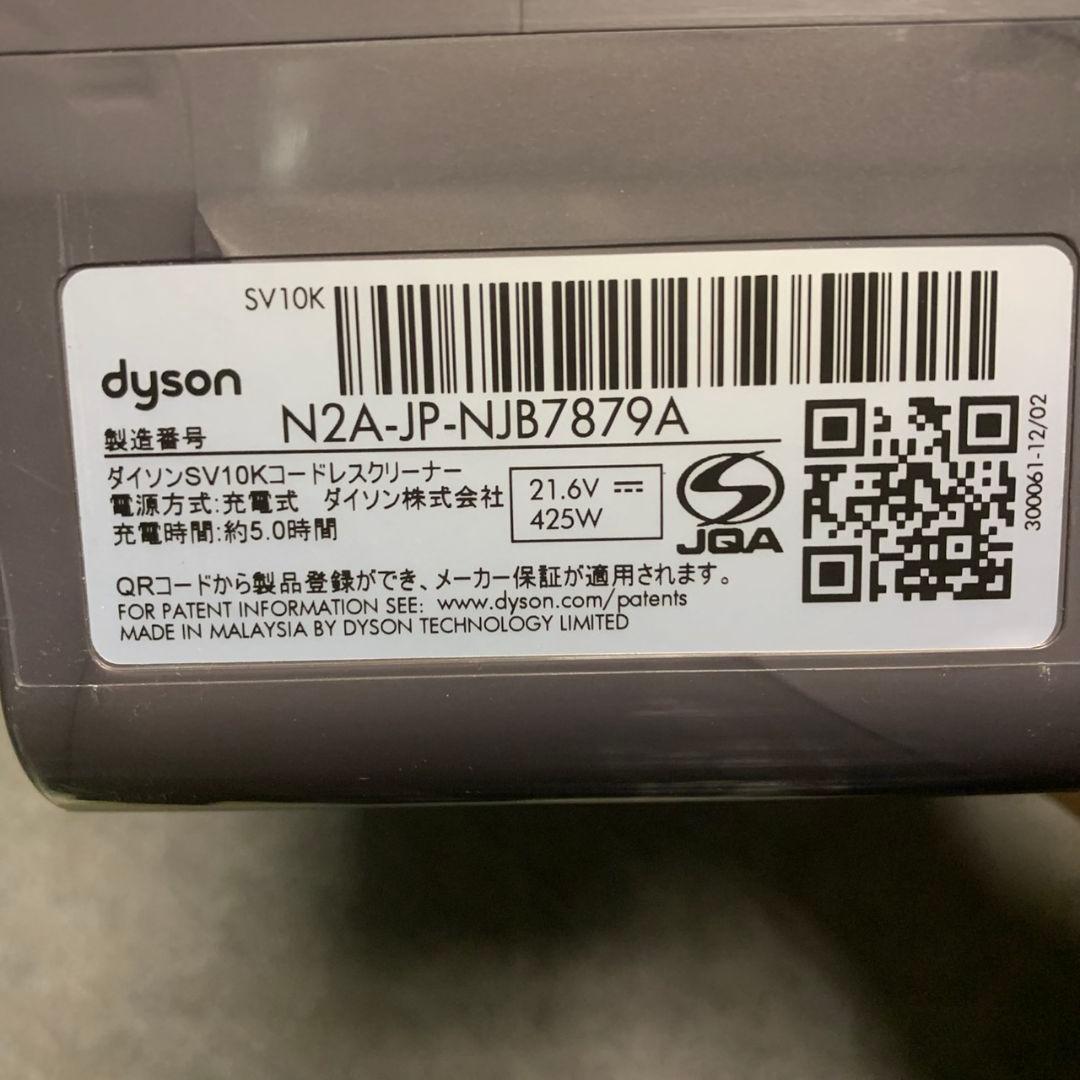 SV10K
dyson
製造番号 N2A-JP-NJB7879A
ダイソンSV10Kコードレスクリーナー
電源方式:充電式 ダイソン株式会社
充電時間:約5.0時間
21.6V ⎓
425W
JQA
300061-12/02
QRコードから製品登録ができ、メーカー保証が適用されます。
FOR PATENT INFORMATION SEE: www.dyson.com/patents
MADE IN MALAYSIA BY DYSON TECHNOLOGY LIMITED